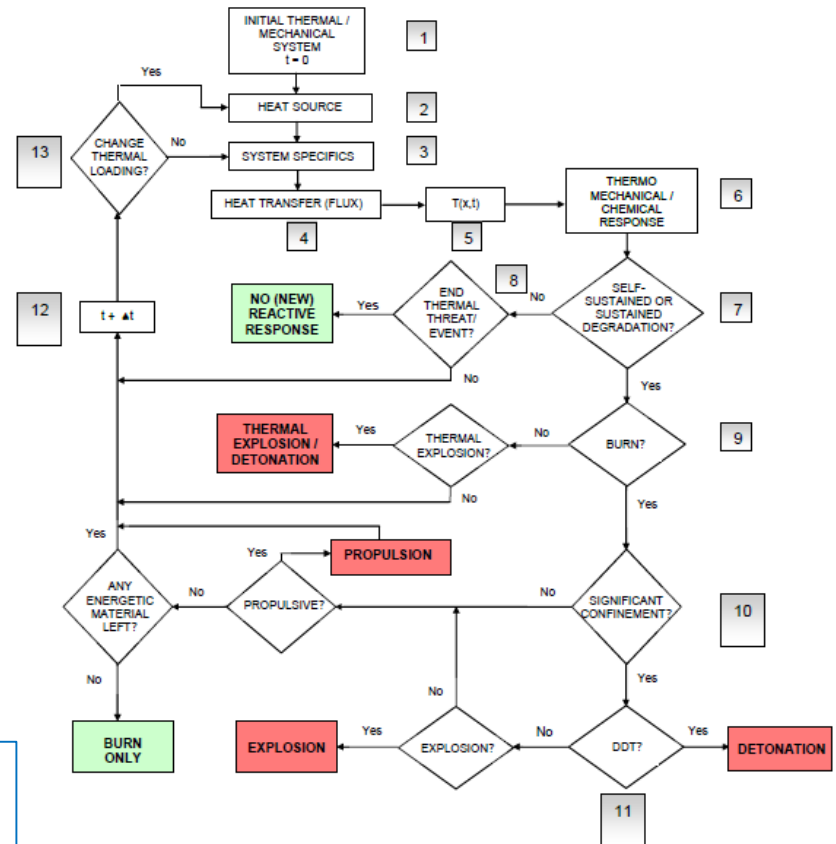 INITIAL THERMAL /
MECHANICAL
SYSTEM
t = 0
1
Yes
HEAT SOURCE
2
13
CHANGE
THERMAL
LOADING?
No
SYSTEM SPECIFICS
3
HEAT TRANSFER (FLUX)
T(x,t)
THERMO
MECHANICAL /
CHEMICAL
RESPONSE
6
4
5
8
12
t + ▲t
NO (NEW)
REACTIVE
RESPONSE
Yes
END
THERMAL
THREAT/
EVENT?
No
SELF-
SUSTAINED OR
SUSTAINED
DEGRADATION?
7
No
Yes
THERMAL
EXPLOSION /
DETONATION
Yes
THERMAL
EXPLOSION?
No
BURN?
9
No
Yes
Yes
Yes
PROPULSION
ANY
ENERGETIC
MATERIAL
LEFT?
No
PROPULSIVE?
No
SIGNIFICANT
CONFINEMENT?
10
No
No
Yes
BURN
ONLY
EXPLOSION
Yes
EXPLOSION?
No
DDT?
Yes
DETONATION
11